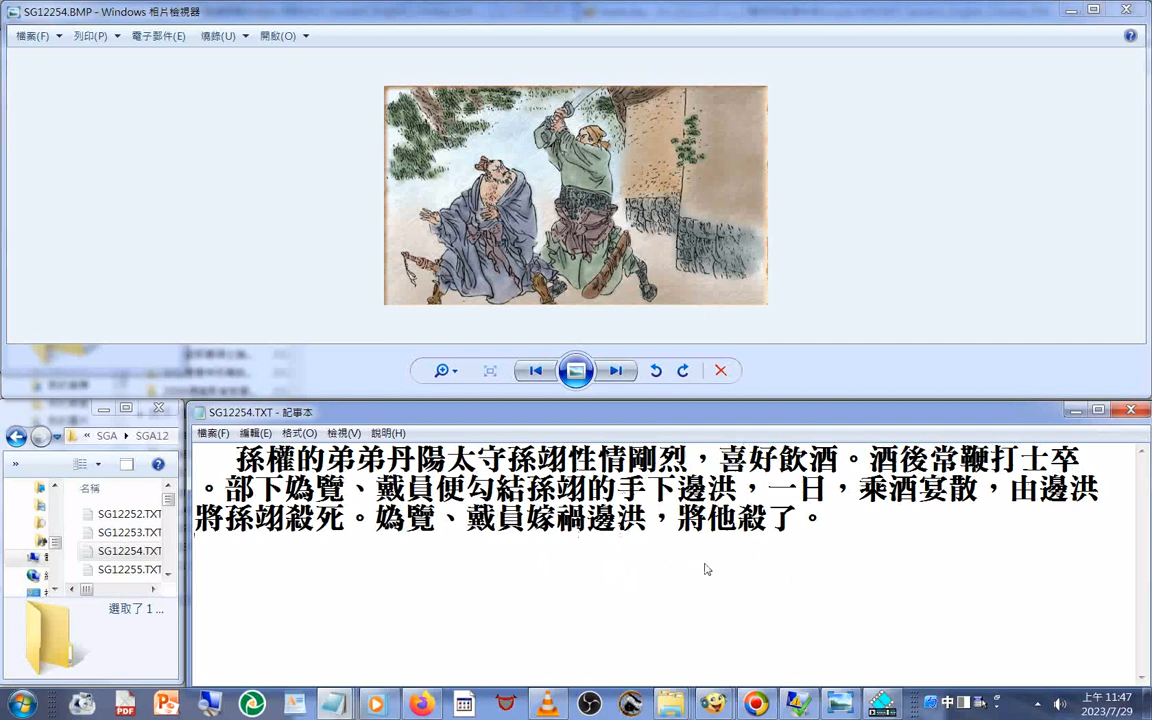 SG12254.BMP - Windows 相片檢視器
檔案(F) 列印(P) 電子郵件(E) 燒錄(U) 開啟(O)
SGA SGA12
SG12254.TXT - 記事本
檔案(F) 編輯(E) 格式(O) 檢視(V) 說明(H)
名稱
SG12252.TXT
SG12253.TXT
SG12254.TXT
SG12255.TXT
選取了 1 ...
孫權的弟弟丹陽太守孫翊性情剛烈，喜好飲酒。酒後常鞭打士卒
。部下媯覽、戴員便勾結孫翊的手下邊洪，一日，乘酒宴散，由邊洪
將孫翊殺死。媯覽、戴員嫁禍邊洪，將他殺了。
PDF
中
上午 11:47
2023/7/29